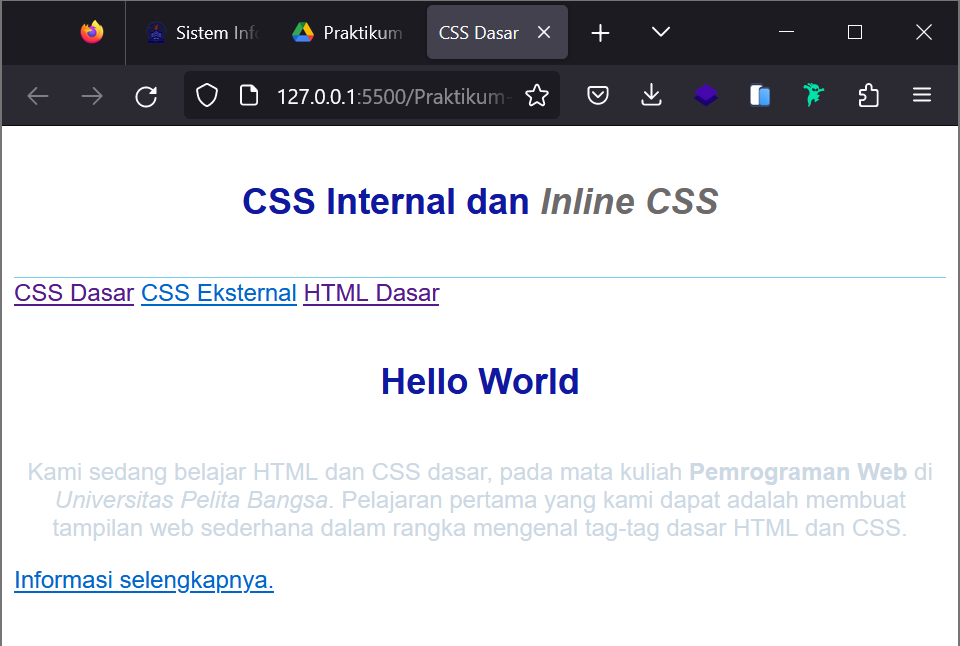 Sistem Info
Praktikum
CSS Dasar
127.0.0.1:5500/Praktikum-
CSS Internal dan Inline CSS
CSS Dasar CSS Eksternal HTML Dasar
Hello World
Kami sedang belajar HTML dan CSS dasar, pada mata kuliah Pemrograman Web di
Universitas Pelita Bangsa. Pelajaran pertama yang kami dapat adalah membuat
tampilan web sederhana dalam rangka mengenal tag-tag dasar HTML dan CSS.
Informasi selengkapnya.